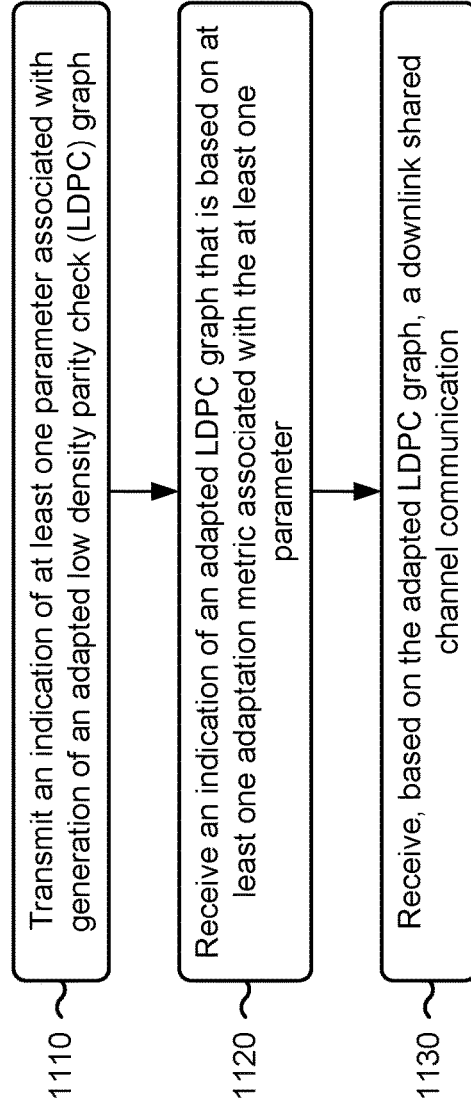 1110
Transmit an indication of at least one parameter associated with
generation of an adapted low density parity check (LDPC) graph
1120
Receive an indication of an adapted LDPC graph that is based on at
least one adaptation metric associated with the at least one
parameter
1130
Receive, based on the adapted LDPC graph, a downlink shared
channel communication